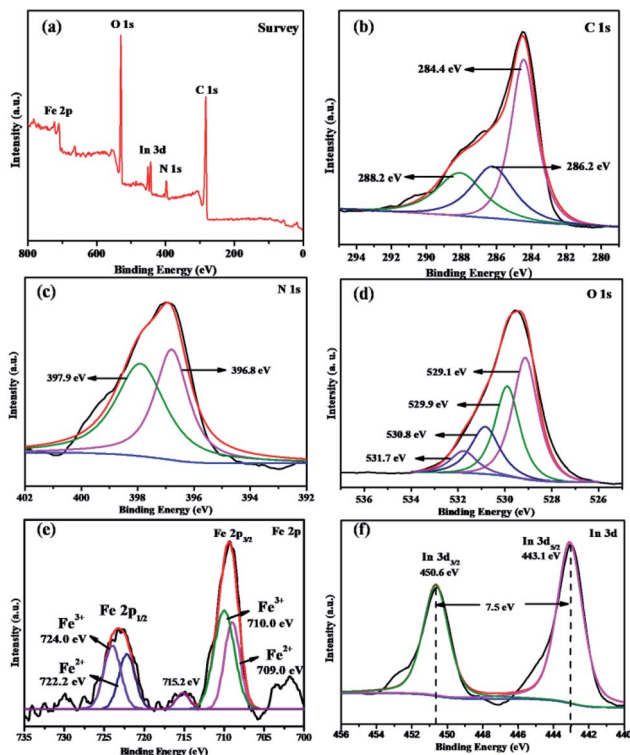 (a) Survey
O 1s
C 1s
Fe 2p
In 3d
N 1s
Intensity (a.u.)
800 600 400 200 0
Binding Energy (eV)
(b) C 1s
284.4 eV
286.2 eV
288.2 eV
Intensity (a.u.)
294 292 290 288 286 284 282 280
Binding Energy (eV)
(c) N 1s
397.9 eV
396.8 eV
Intensity (a.u.)
402 400 398 396 394 392
Binding Energy (eV)
(d) O 1s
529.1 eV
529.9 eV
530.8 eV
531.7 eV
Intensity (a.u.)
536 534 532 530 528 526
Binding Energy (eV)
(e) Fe 2p3/2 Fe 2p
Fe3+ Fe 2p1/2
724.0 eV
Fe2+
722.2 eV
715.2 eV
Fe3+
710.0 eV
Fe2+
709.0 eV
Intensity (a.u.)
735 730 725 720 715 710 705 700
Binding Energy (eV)
(f) In 3d
In 3d3/2
450.6 eV
In 3d5/2
443.1 eV
7.5 eV
Intensity (a.u.)
456 454 452 450 448 446 444 442 440
Binding Energy (eV)